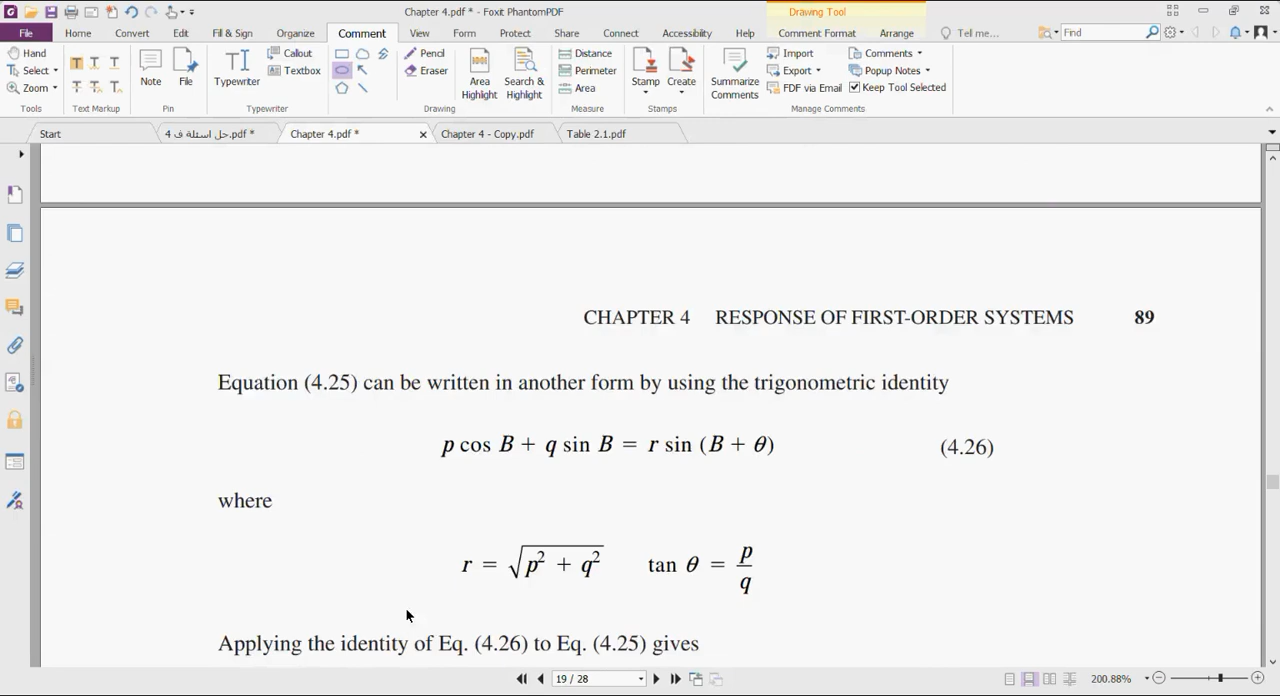 Chapter 4.pdf * - Foxit PhantomPDF
Drawing Tool
File Home Convert Edit Fill & Sign Organize Comment View Form Protect Share Connect Accessibility Help Comment Format Arrange Tell me... Find
Hand
Select
Zoom
Tools
Text Markup
Note
File
Pin
Typewriter
Callout
Textbox
Typewriter
Pencil
Eraser
Area Highlight
Search & Highlight
Drawing
Distance
Perimeter
Area
Measure
Stamp
Create
Stamps
Summarize Comments
Import
Export
FDF via Email
Comments
Popup Notes
Keep Tool Selected
Manage Comments
Start
حل اسئلة ف 4.pdf *
Chapter 4.pdf *
Chapter 4 - Copy.pdf
Table 2.1.pdf
CHAPTER 4 RESPONSE OF FIRST-ORDER SYSTEMS 89
Equation (4.25) can be written in another form by using the trigonometric identity
p cos B + q sin B = r sin (B + θ) (4.26)
where
r = √p² + q² tan θ = p/q
Applying the identity of Eq. (4.26) to Eq. (4.25) gives
19 / 28
200.88%